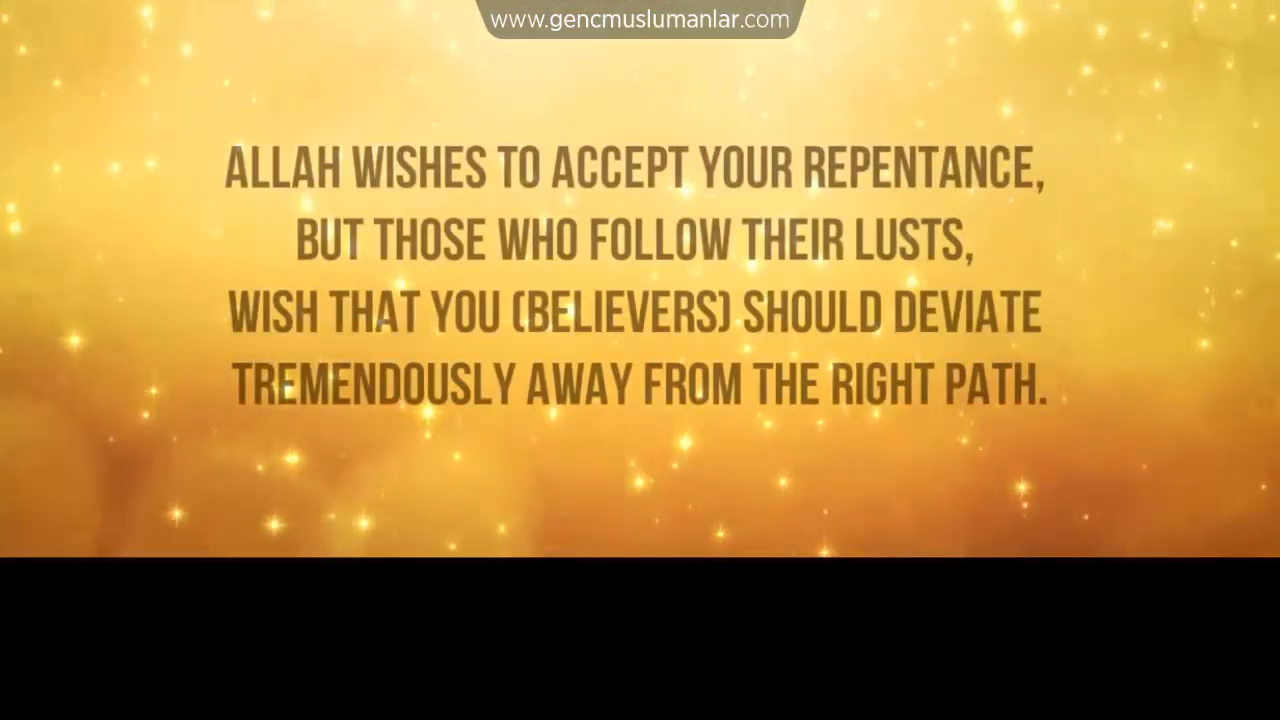 www.gencmuslumanlar.com
ALLAH WISHES TO ACCEPT YOUR REPENTANCE,
BUT THOSE WHO FOLLOW THEIR LUSTS,
WISH THAT YOU (BELIEVERS) SHOULD DEVIATE
TREMENDOUSLY AWAY FROM THE RIGHT PATH.